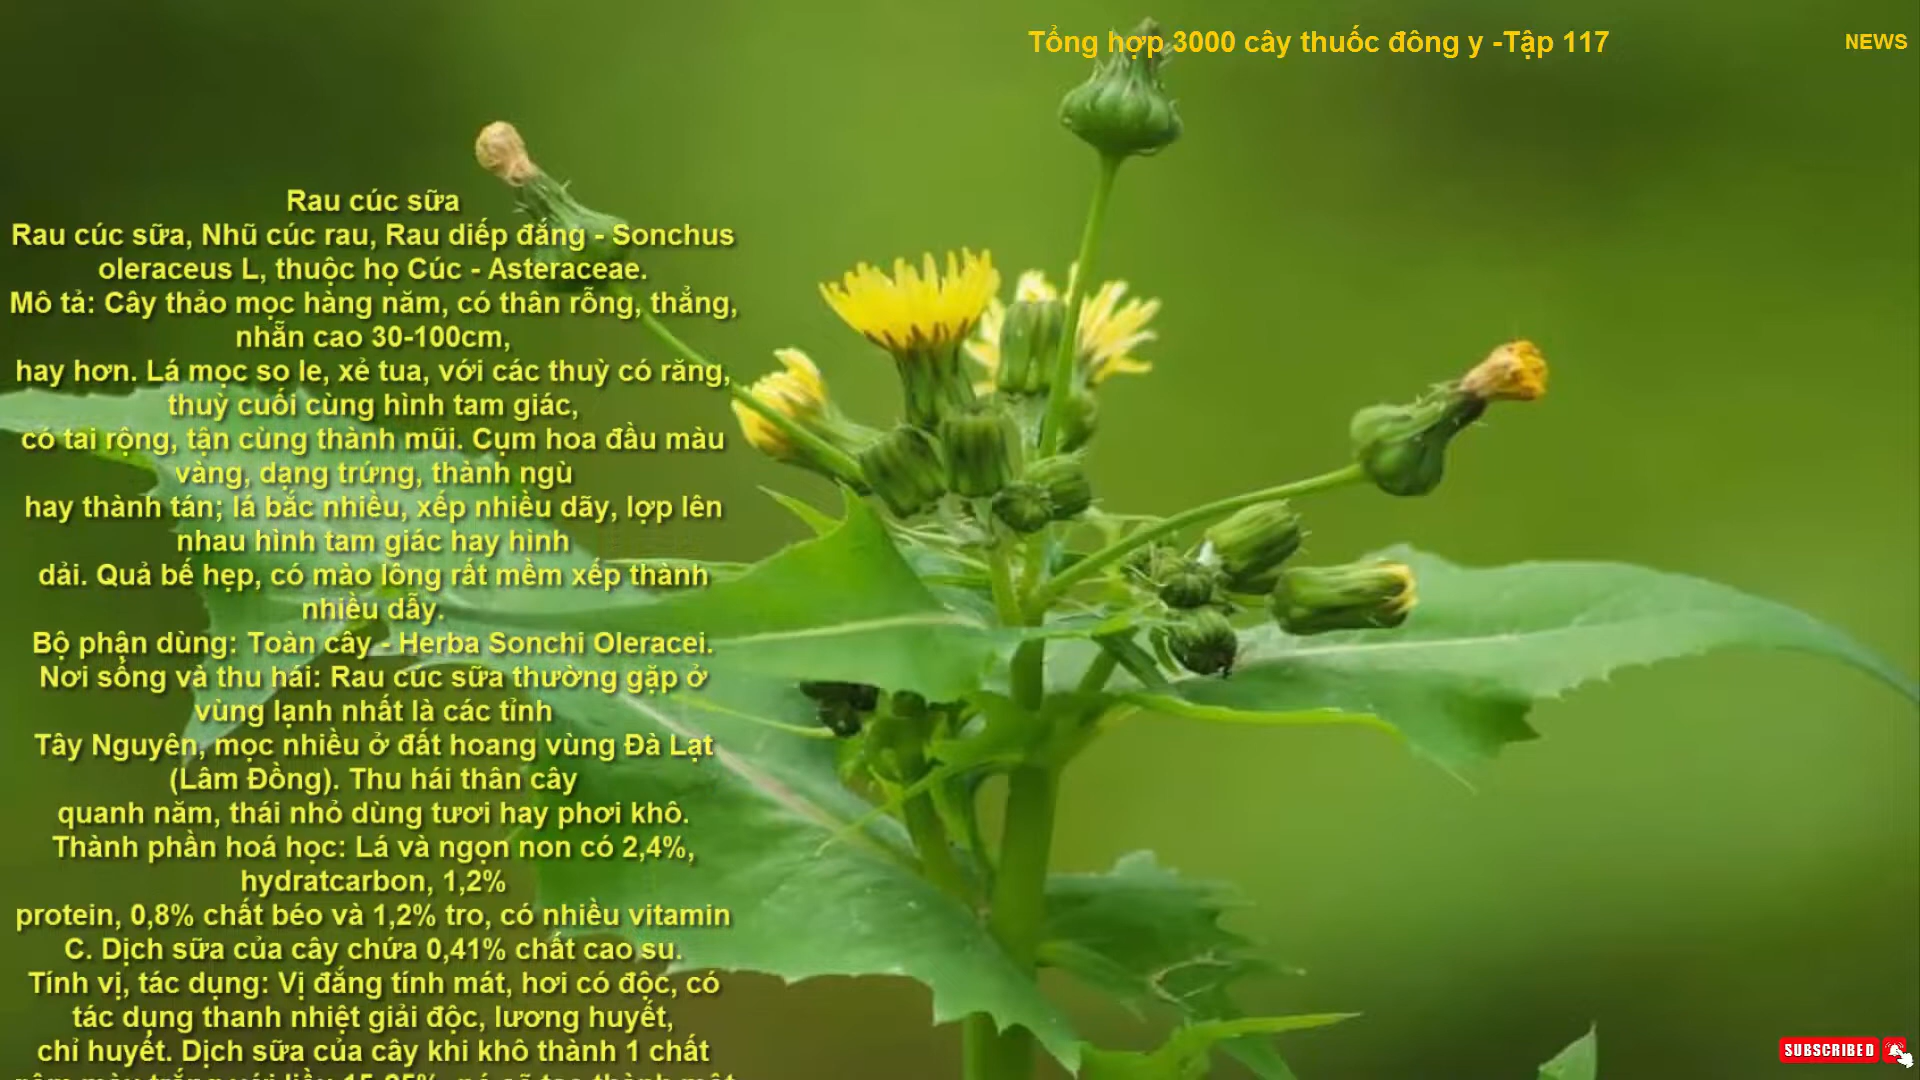 Tổng hợp 3000 cây thuốc đông y -Tập 117
NEWS
Rau cúc sữa
Rau cúc sữa, Nhũ cúc rau, Rau diếp đắng - Sonchus
oleraceus L, thuộc họ Cúc - Asteraceae.
Mô tả: Cây thảo mọc hàng năm, có thân rỗng, thẳng,
nhẵn cao 30-100cm,
hay hơn. Lá mọc so le, xẻ tua, với các thuỳ có răng,
thuỳ cuối cùng hình tam giác,
có tai rộng, tận cùng thành mũi. Cụm hoa đầu màu
vàng, dạng trứng, thành ngù
hay thành tán; lá bắc nhiều, xếp nhiều dãy, lợp lên
nhau hình tam giác hay hình
dải. Quả bế hẹp, có mào lông rất mềm xếp thành
nhiều dẫy.
Bộ phận dùng: Toàn cây - Herba Sonchi Oleracei.
Nơi sống và thu hái: Rau cúc sữa thường gặp ở
vùng lạnh nhất là các tỉnh
Tây Nguyên, mọc nhiều ở đất hoang vùng Đà Lạt
(Lâm Đồng). Thu hái thân cây
quanh năm, thái nhỏ dùng tươi hay phơi khô.
Thành phần hoá học: Lá và ngọn non có 2,4%,
hydratcarbon, 1,2%
protein, 0,8% chất béo và 1,2% tro, có nhiều vitamin
C. Dịch sữa của cây chứa 0,41% chất cao su.
Tính vị, tác dụng: Vị đắng tính mát, hơi có độc, có
tác dụng thanh nhiệt giải độc, lương huyết,
chỉ huyết. Dịch sữa của cây khi khô thành 1 chất
SUBSCRIBED